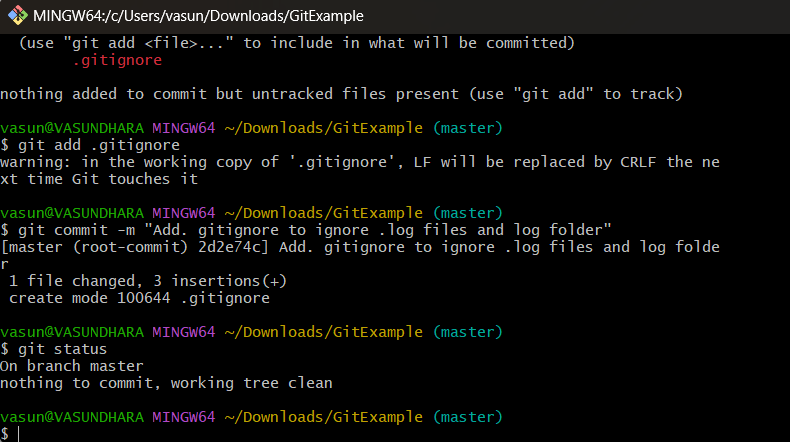 MINGW64:/c/Users/vasun/Downloads/GitExample
(use "git add <file>..." to include in what will be committed)
.gitignore
nothing added to commit but untracked files present (use "git add" to track)
vasun@VASUNDHARA MINGW64 ~/Downloads/GitExample (master)
$ git add .gitignore
warning: in the working copy of '.gitignore', LF will be replaced by CRLF the ne
xt time Git touches it
vasun@VASUNDHARA MINGW64 ~/Downloads/GitExample (master)
$ git commit -m "Add. gitignore to ignore .log files and log folder"
[master (root-commit) 2d2e74c] Add. gitignore to ignore .log files and log folde
r
1 file changed, 3 insertions(+)
create mode 100644 .gitignore
vasun@VASUNDHARA MINGW64 ~/Downloads/GitExample (master)
$ git status
On branch master
nothing to commit, working tree clean
vasun@VASUNDHARA MINGW64 ~/Downloads/GitExample (master)
$